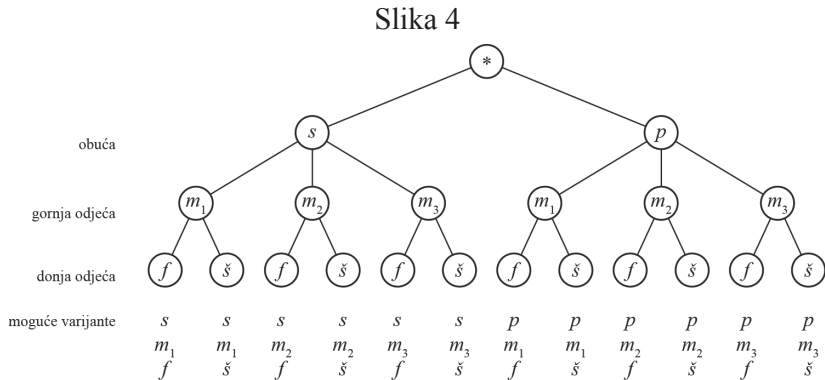 Slika 4
*
obuća s p
gornja odjeća m₁ m₂ m₃ m₁ m₂ m₃
donja odjeća f š f š f š f š f š f š
moguće varijante s s s s s s p p p p p p
m₁ m₁ m₂ m₂ m₃ m₃ m₁ m₁ m₂ m₂ m₃ m₃
f š f š f š f š f š f š